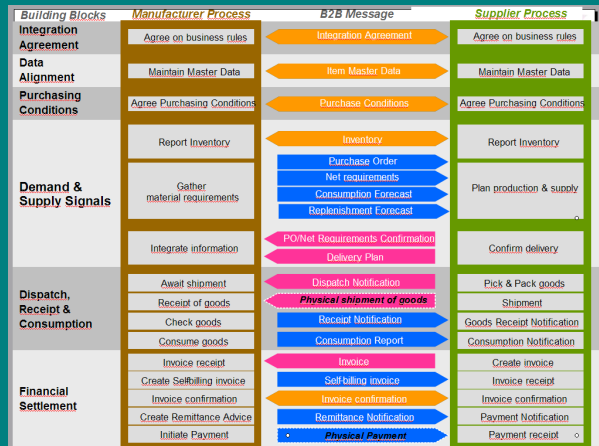 Building Blocks Manufacturer Process B2B Message Supplier Process
Integration
Agreement
Agree on business rules Integration Agreement Agree on business rules
Data
Alignment
Maintain Master Data Item Master Data Maintain Master Data
Purchasing
Conditions
Agree Purchasing Conditions Purchase Conditions Agree Purchasing Conditions
Demand &
Supply Signals
Report Inventory Inventory Report Inventory
Gather
material requirements
Purchase Order
Net requirements
Consumption Forecast
Replenishment Forecast
Plan production & supply
Integrate information
PO/Net Requirements Confirmation
Delivery Plan
Confirm delivery
Dispatch,
Receipt &
Consumption
Await shipment Dispatch Notification Pick & Pack goods
Receipt of goods Physical shipment of goods Shipment
Check goods Receipt Notification Goods Receipt Notification
Consume goods Consumption Report Consumption Notification
Financial
Settlement
Invoice receipt Invoice Create invoice
Create Self-billing invoice Self-billing invoice Invoice receipt
Invoice confirmation Invoice confirmation Invoice confirmation
Create Remittance Advice Remittance Notification Payment Notification
Initiate Payment Physical Payment Payment receipt